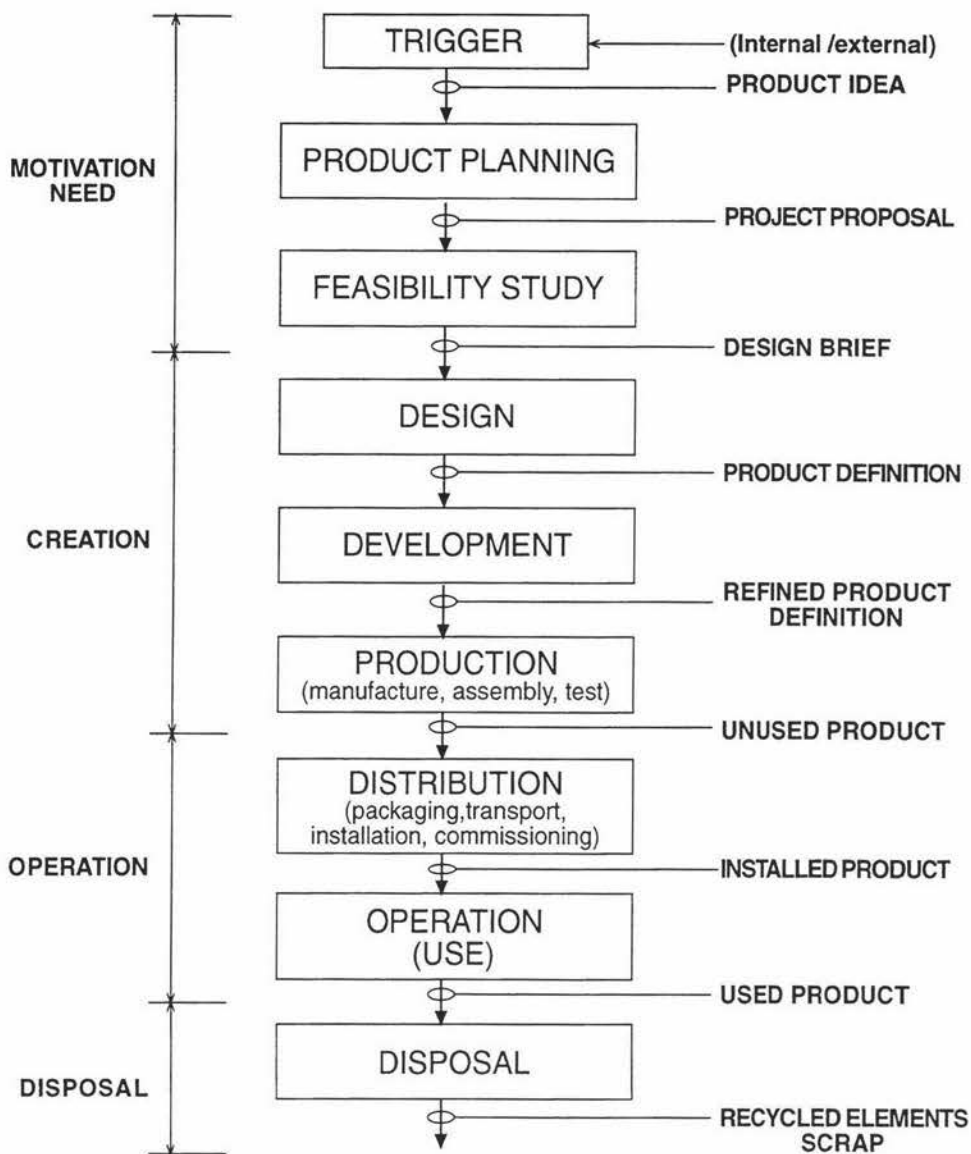 TRIGGER
(Internal /external)
PRODUCT IDEA
PRODUCT PLANNING
MOTIVATION
NEED
PROJECT PROPOSAL
FEASIBILITY STUDY
DESIGN BRIEF
DESIGN
PRODUCT DEFINITION
CREATION
DEVELOPMENT
REFINED PRODUCT
DEFINITION
PRODUCTION
(manufacture, assembly, test)
UNUSED PRODUCT
DISTRIBUTION
(packaging,transport,
installation, commissioning)
OPERATION
INSTALLED PRODUCT
OPERATION
(USE)
USED PRODUCT
DISPOSAL
DISPOSAL
RECYCLED ELEMENTS
SCRAP